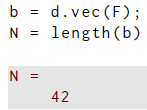 b = d.vec(F);
N = length(b)
N =
42